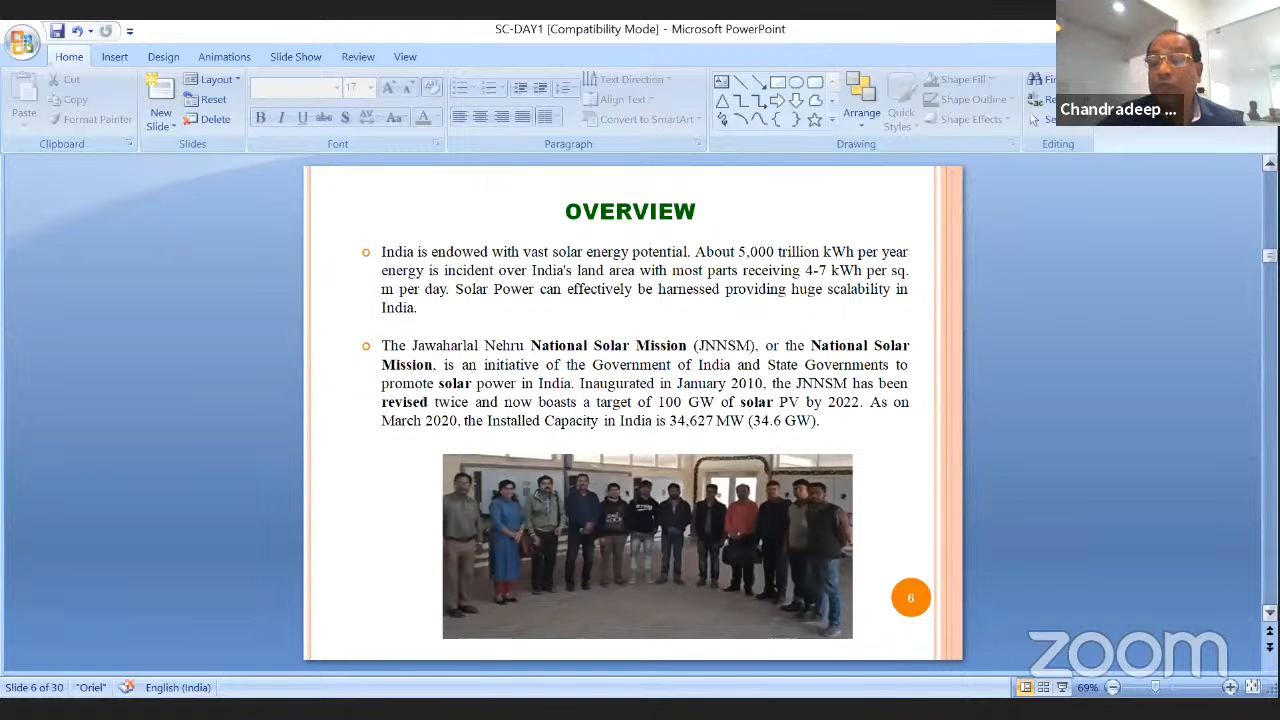 SC-DAY1 [Compatibility Mode] - Microsoft PowerPoint
Home Insert Design Animations Slide Show Review View
Paste
Cut
Copy
Format Painter
Clipboard
New Slide
Layout
Reset
Delete
Slides
17
B I U abc S AV Aa A
Font
Text Direction
Align Text
Convert to SmartArt
Paragraph
Arrange
Quick Styles
Shape Fill
Shape Outline
Shape Effects
Drawing
Editing
Chandradeep ...
OVERVIEW
India is endowed with vast solar energy potential. About 5,000 trillion kWh per year
energy is incident over India's land area with most parts receiving 4-7 kWh per sq.
m per day. Solar Power can effectively be harnessed providing huge scalability in
India.
The Jawaharlal Nehru National Solar Mission (JNNSM), or the National Solar
Mission, is an initiative of the Government of India and State Governments to
promote solar power in India. Inaugurated in January 2010, the JNNSM has been
revised twice and now boasts a target of 100 GW of solar PV by 2022. As on
March 2020, the Installed Capacity in India is 34,627 MW (34.6 GW).
6
zoom
Slide 6 of 30 "Oriel" English (India) 69%